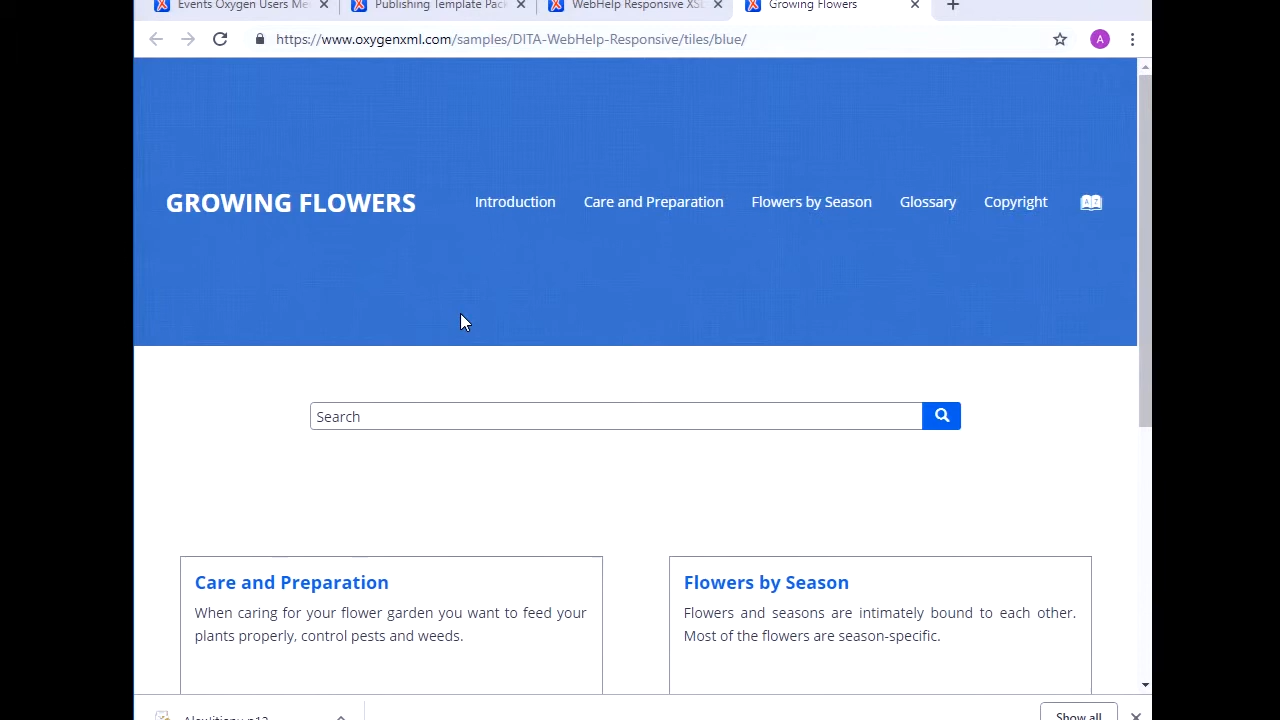 Events Oxygen Users Me
Publishing Template Pac
WebHelp Responsive XSL
Growing Flowers
https://www.oxygenxml.com/samples/DITA-WebHelp-Responsive/tiles/blue/
A
GROWING FLOWERS
Introduction
Care and Preparation
Flowers by Season
Glossary
Copyright
A Z
Search
Care and Preparation
When caring for your flower garden you want to feed your
plants properly, control pests and weeds.
Flowers by Season
Flowers and seasons are intimately bound to each other.
Most of the flowers are season-specific.
Show all